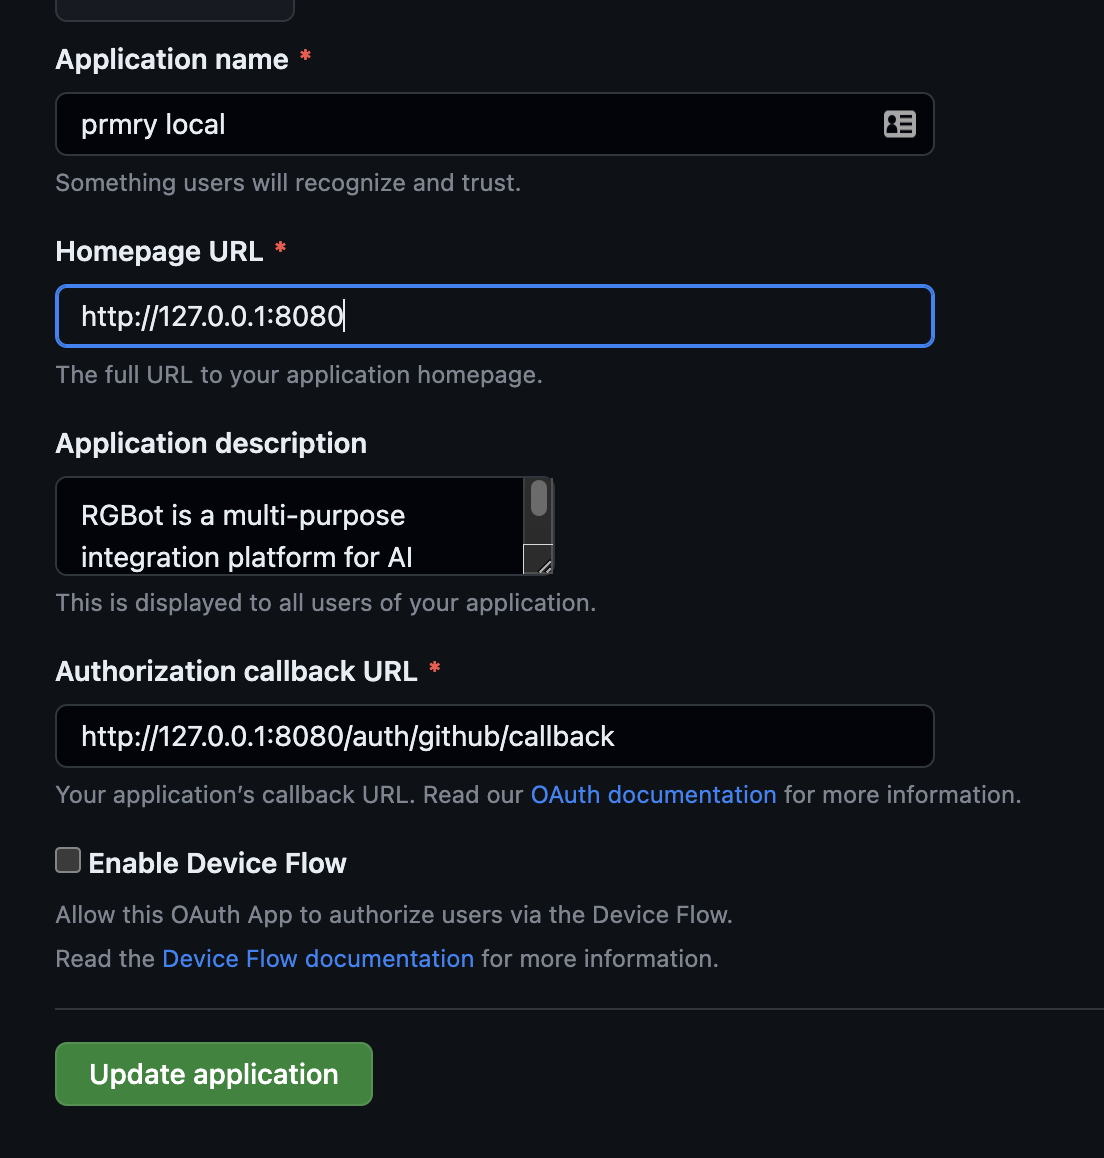 Application name *
prmry local
Something users will recognize and trust.
Homepage URL *
http://127.0.0.1:8080
The full URL to your application homepage.
Application description
RGBot is a multi-purpose
integration platform for AI
This is displayed to all users of your application.
Authorization callback URL *
http://127.0.0.1:8080/auth/github/callback
Your application’s callback URL. Read our OAuth documentation for more information.
Enable Device Flow
Allow this OAuth App to authorize users via the Device Flow.
Read the Device Flow documentation for more information.
Update application